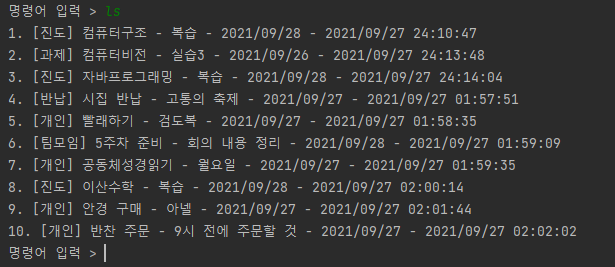 명령어 입력 > ls
1. [진도] 컴퓨터구조 - 복습 - 2021/09/28 - 2021/09/27 24:10:47
2. [과제] 컴퓨터비전 - 실습3 - 2021/09/26 - 2021/09/27 24:13:48
3. [진도] 자바프로그래밍 - 복습 - 2021/09/28 - 2021/09/27 24:14:04
4. [반납] 시집 반납 - 고통의 축제 - 2021/09/27 - 2021/09/27 01:57:51
5. [개인] 빨래하기 - 검도복 - 2021/09/27 - 2021/09/27 01:58:35
6. [팀모임] 5주차 준비 - 회의 내용 정리 - 2021/09/28 - 2021/09/27 01:59:09
7. [개인] 공동체성경읽기 - 월요일 - 2021/09/27 - 2021/09/27 01:59:35
8. [진도] 이산수학 - 복습 - 2021/09/28 - 2021/09/27 02:00:14
9. [개인] 안경 구매 - 아넬 - 2021/09/27 - 2021/09/27 02:01:44
10. [개인] 반찬 주문 - 9시 전에 주문할 것 - 2021/09/27 - 2021/09/27 02:02:02
명령어 입력 >